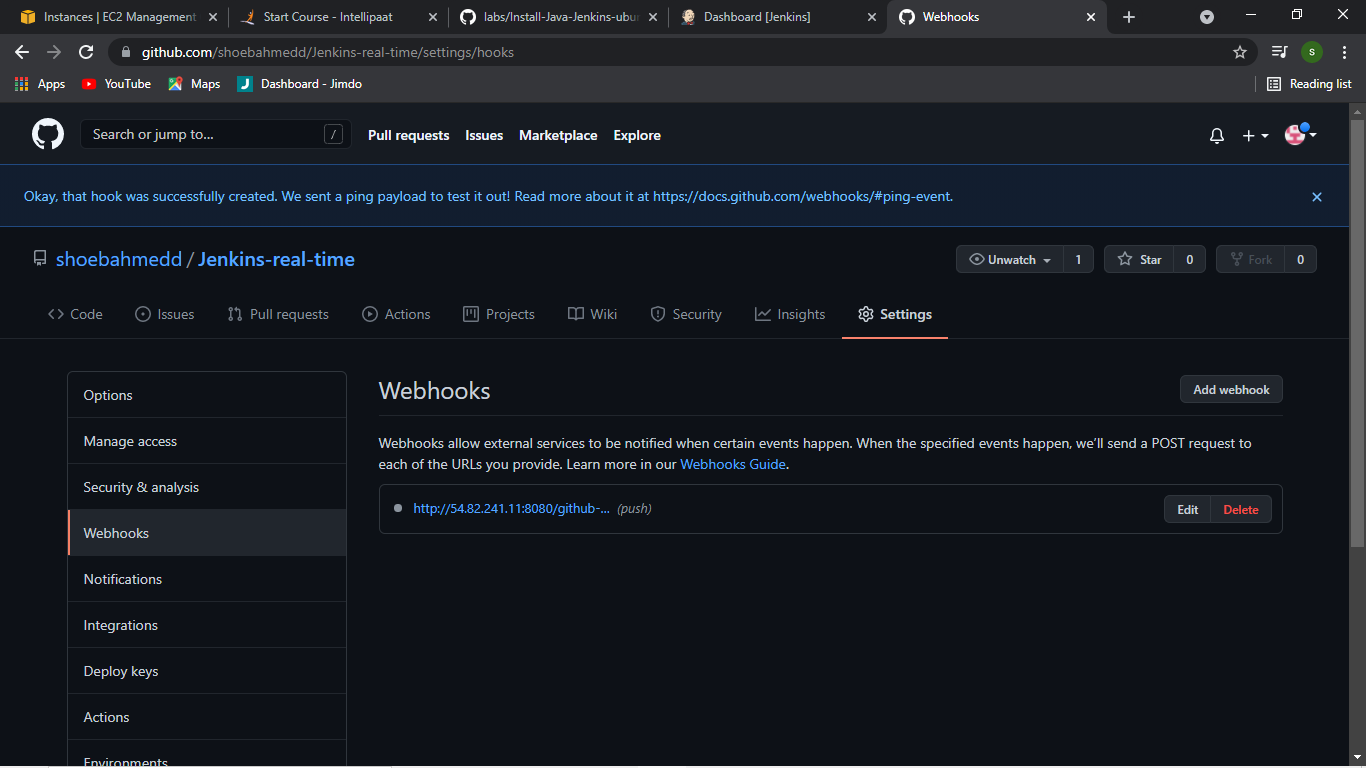 Instances | EC2 Management
Start Course - Intellipaat
labs/Install-Java-Jenkins-ubu
Dashboard [Jenkins]
Webhooks
github.com/shoebahmedd/Jenkins-real-time/settings/hooks
S
Apps
YouTube
Maps
Dashboard - Jimdo
Reading list
Search or jump to...
/
Pull requests
Issues
Marketplace
Explore
Okay, that hook was successfully created. We sent a ping payload to test it out! Read more about it at https://docs.github.com/webhooks/#ping-event.
shoebahmedd / Jenkins-real-time
Unwatch 1
Star 0
Fork 0
Code
Issues
Pull requests
Actions
Projects
Wiki
Security
Insights
Settings
Options
Manage access
Security & analysis
Webhooks
Notifications
Integrations
Deploy keys
Actions
Environments
Webhooks
Add webhook
Webhooks allow external services to be notified when certain events happen. When the specified events happen, we'll send a POST request to
each of the URLs you provide. Learn more in our Webhooks Guide.
http://54.82.241.11:8080/github-... (push)
Edit
Delete